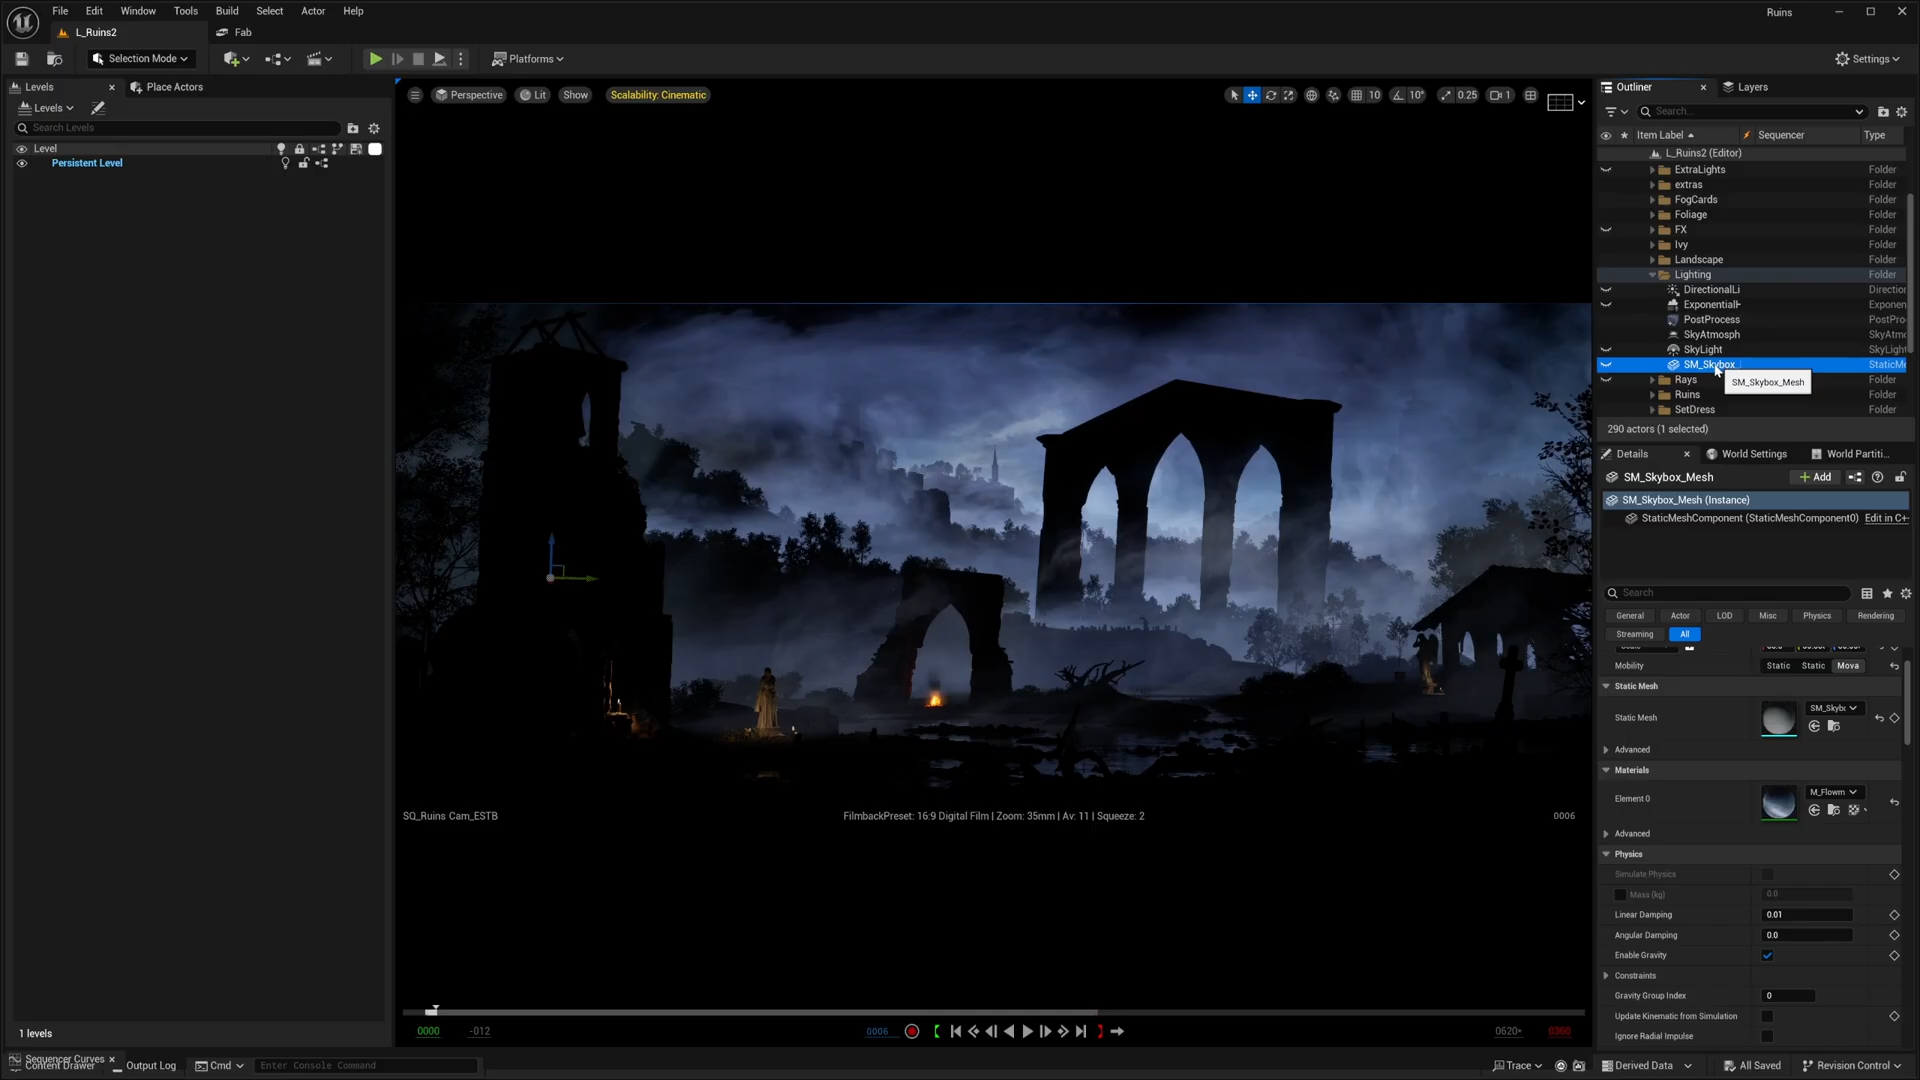 File Edit Window Tools Build Select Actor Help
Ruins
L_Ruins2
Fab
Selection Mode
Platforms
Settings
Levels
Place Actors
Levels
Search Levels
Level
Persistent Level
1 levels
Perspective
Lit
Show
Scalability: Cinematic
10
10°
0.25
1
SQ_Ruins Cam_ESTB
FilmbackPreset: 16:9 Digital Film | Zoom: 35mm | Av: 11 | Squeeze: 2
0006
0000
-012
0006
0620+
0360
Outliner
Layers
Search...
Item Label
Sequencer
Type
L_Ruins2 (Editor)
ExtraLights Folder
extras Folder
FogCards Folder
Foliage Folder
FX Folder
Ivy Folder
Landscape Folder
Lighting Folder
DirectionalLi Direction
ExponentialH Exponen
PostProcess PostPro
SkyAtmosph SkyAtmo
SkyLight SkyLight
SM_Skybox_ StaticMe
SM_Skybox_Mesh
Rays Folder
Ruins Folder
SetDress Folder
290 actors (1 selected)
Details
World Settings
World Partiti...
SM_Skybox_Mesh
Add
SM_Skybox_Mesh (Instance)
StaticMeshComponent (StaticMeshComponent0) Edit in C+
Search
General Actor LOD Misc Physics Rendering
Streaming All
Mobility Static Static Mova
Static Mesh
Static Mesh SM_Skyb
Advanced
Materials
Element 0 M_Flowm
Advanced
Physics
Simulate Physics
Mass (kg) 0.0
Linear Damping 0.01
Angular Damping 0.0
Enable Gravity
Constraints
Gravity Group Index 0
Update Kinematic from Simulation
Ignore Radial Impulse
Sequencer Curves
Content Drawer
Output Log
Cmd
Enter Console Command
Trace
Derived Data
All Saved
Revision Control